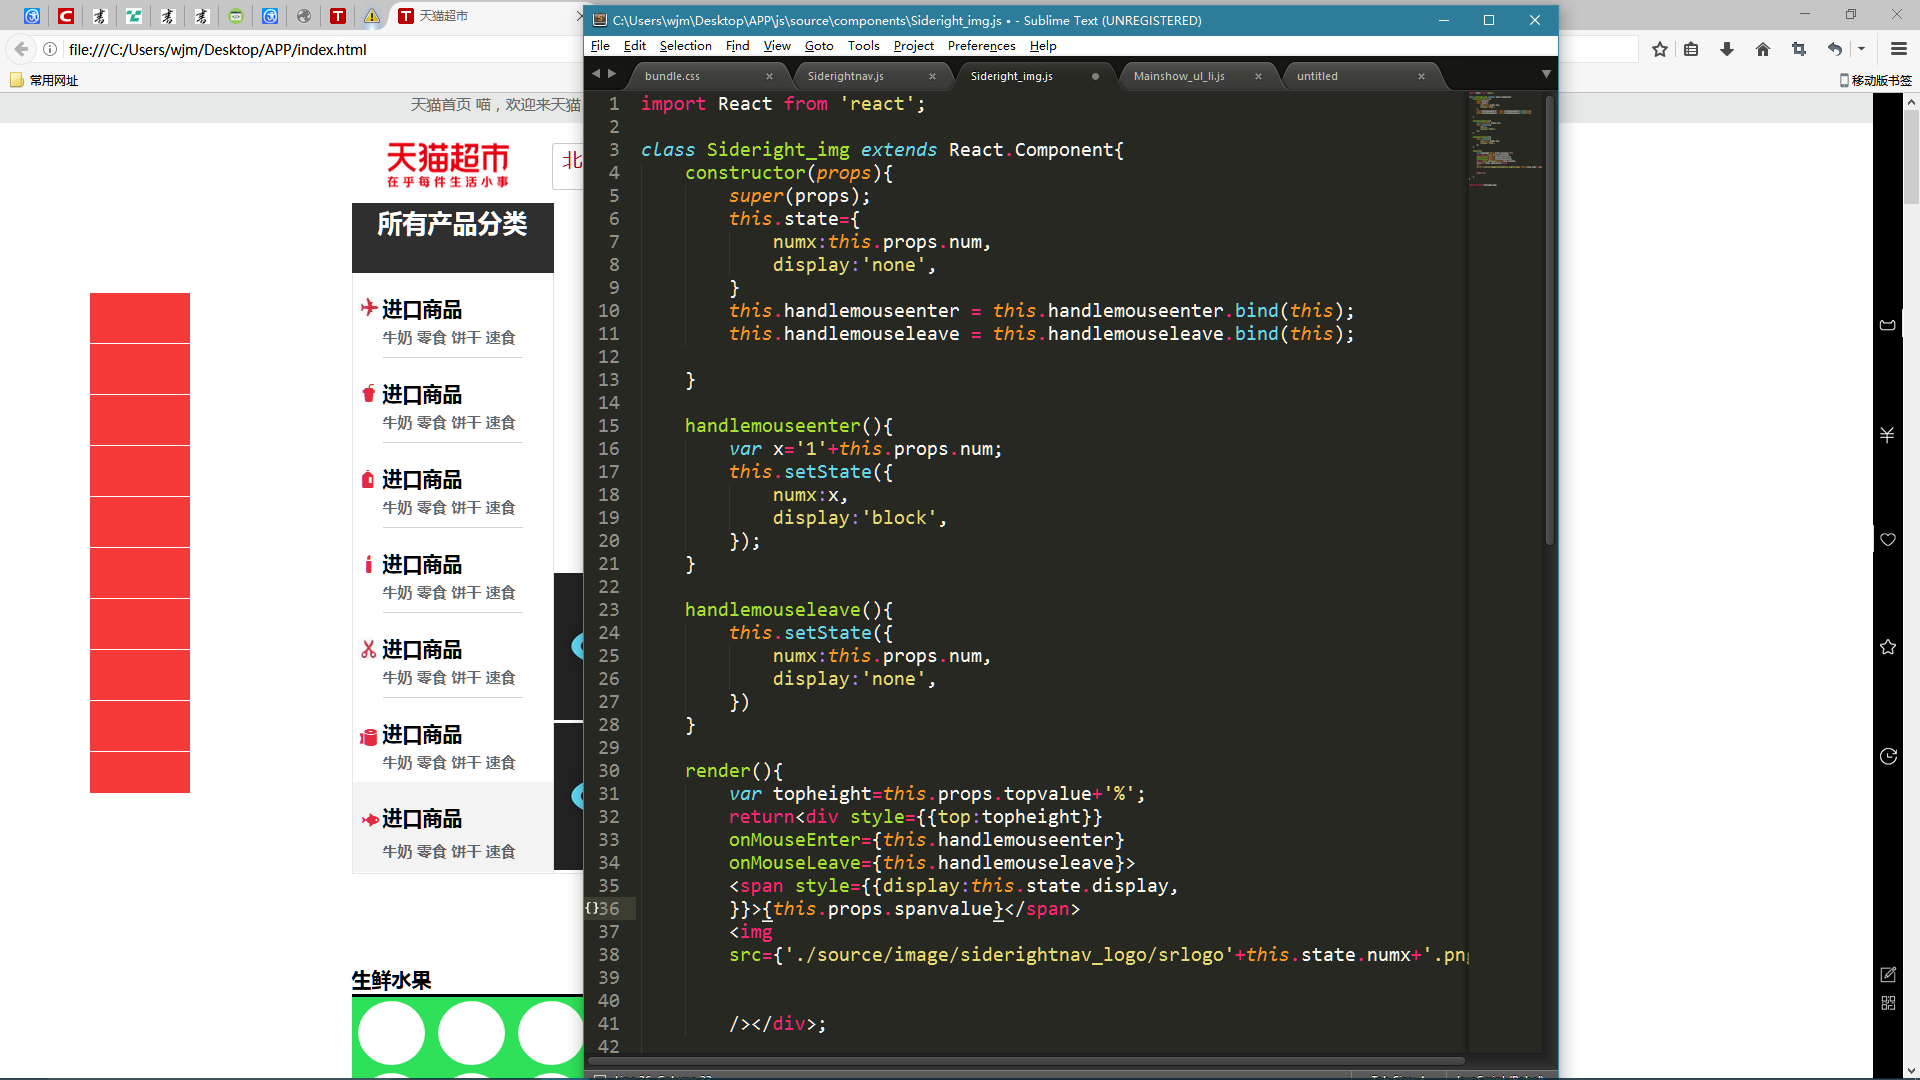 天猫超市
C:\Users\wjm\Desktop\APP\js\source\components\Sideright_img.js • - Sublime Text (UNREGISTERED)
file:///C:/Users/wjm/Desktop/APP/index.html
File Edit Selection Find View Goto Tools Project Preferences Help
常用网址
移动版书签
bundle.css × Siderightnav.js × Sideright_img.js Mainshow_ul_li.js × untitled ×
天猫首页 喵，欢迎来天猫
天猫超市
在乎每件生活小事
北
所有产品分类
进口商品
牛奶 零食 饼干 速食
进口商品
牛奶 零食 饼干 速食
进口商品
牛奶 零食 饼干 速食
进口商品
牛奶 零食 饼干 速食
进口商品
牛奶 零食 饼干 速食
进口商品
牛奶 零食 饼干 速食
进口商品
牛奶 零食 饼干 速食
生鲜水果
1 import React from 'react';
2
3 class Sideright_img extends React.Component{
4 constructor(props){
5 super(props);
6 this.state={
7 numx:this.props.num,
8 display:'none',
9 }
10 this.handlemouseenter = this.handlemouseenter.bind(this);
11 this.handlemouseleave = this.handlemouseleave.bind(this);
12
13 }
14
15 handlemouseenter(){
16 var x='1'+this.props.num;
17 this.setState({
18 numx:x,
19 display:'block',
20 });
21 }
22
23 handlemouseleave(){
24 this.setState({
25 numx:this.props.num,
26 display:'none',
27 })
28 }
29
30 render(){
31 var topheight=this.props.topvalue+'%';
32 return<div style={{top:topheight}}
33 onMouseEnter={this.handlemouseenter}
34 onMouseLeave={this.handlemouseleave}>
35 <span style={{display:this.state.display,
{}36 }}>{this.props.spanvalue}</span>
37 <img
38 src={'./source/image/siderightnav_logo/srlogo'+this.state.numx+'.png
39
40
41 /></div>;
42